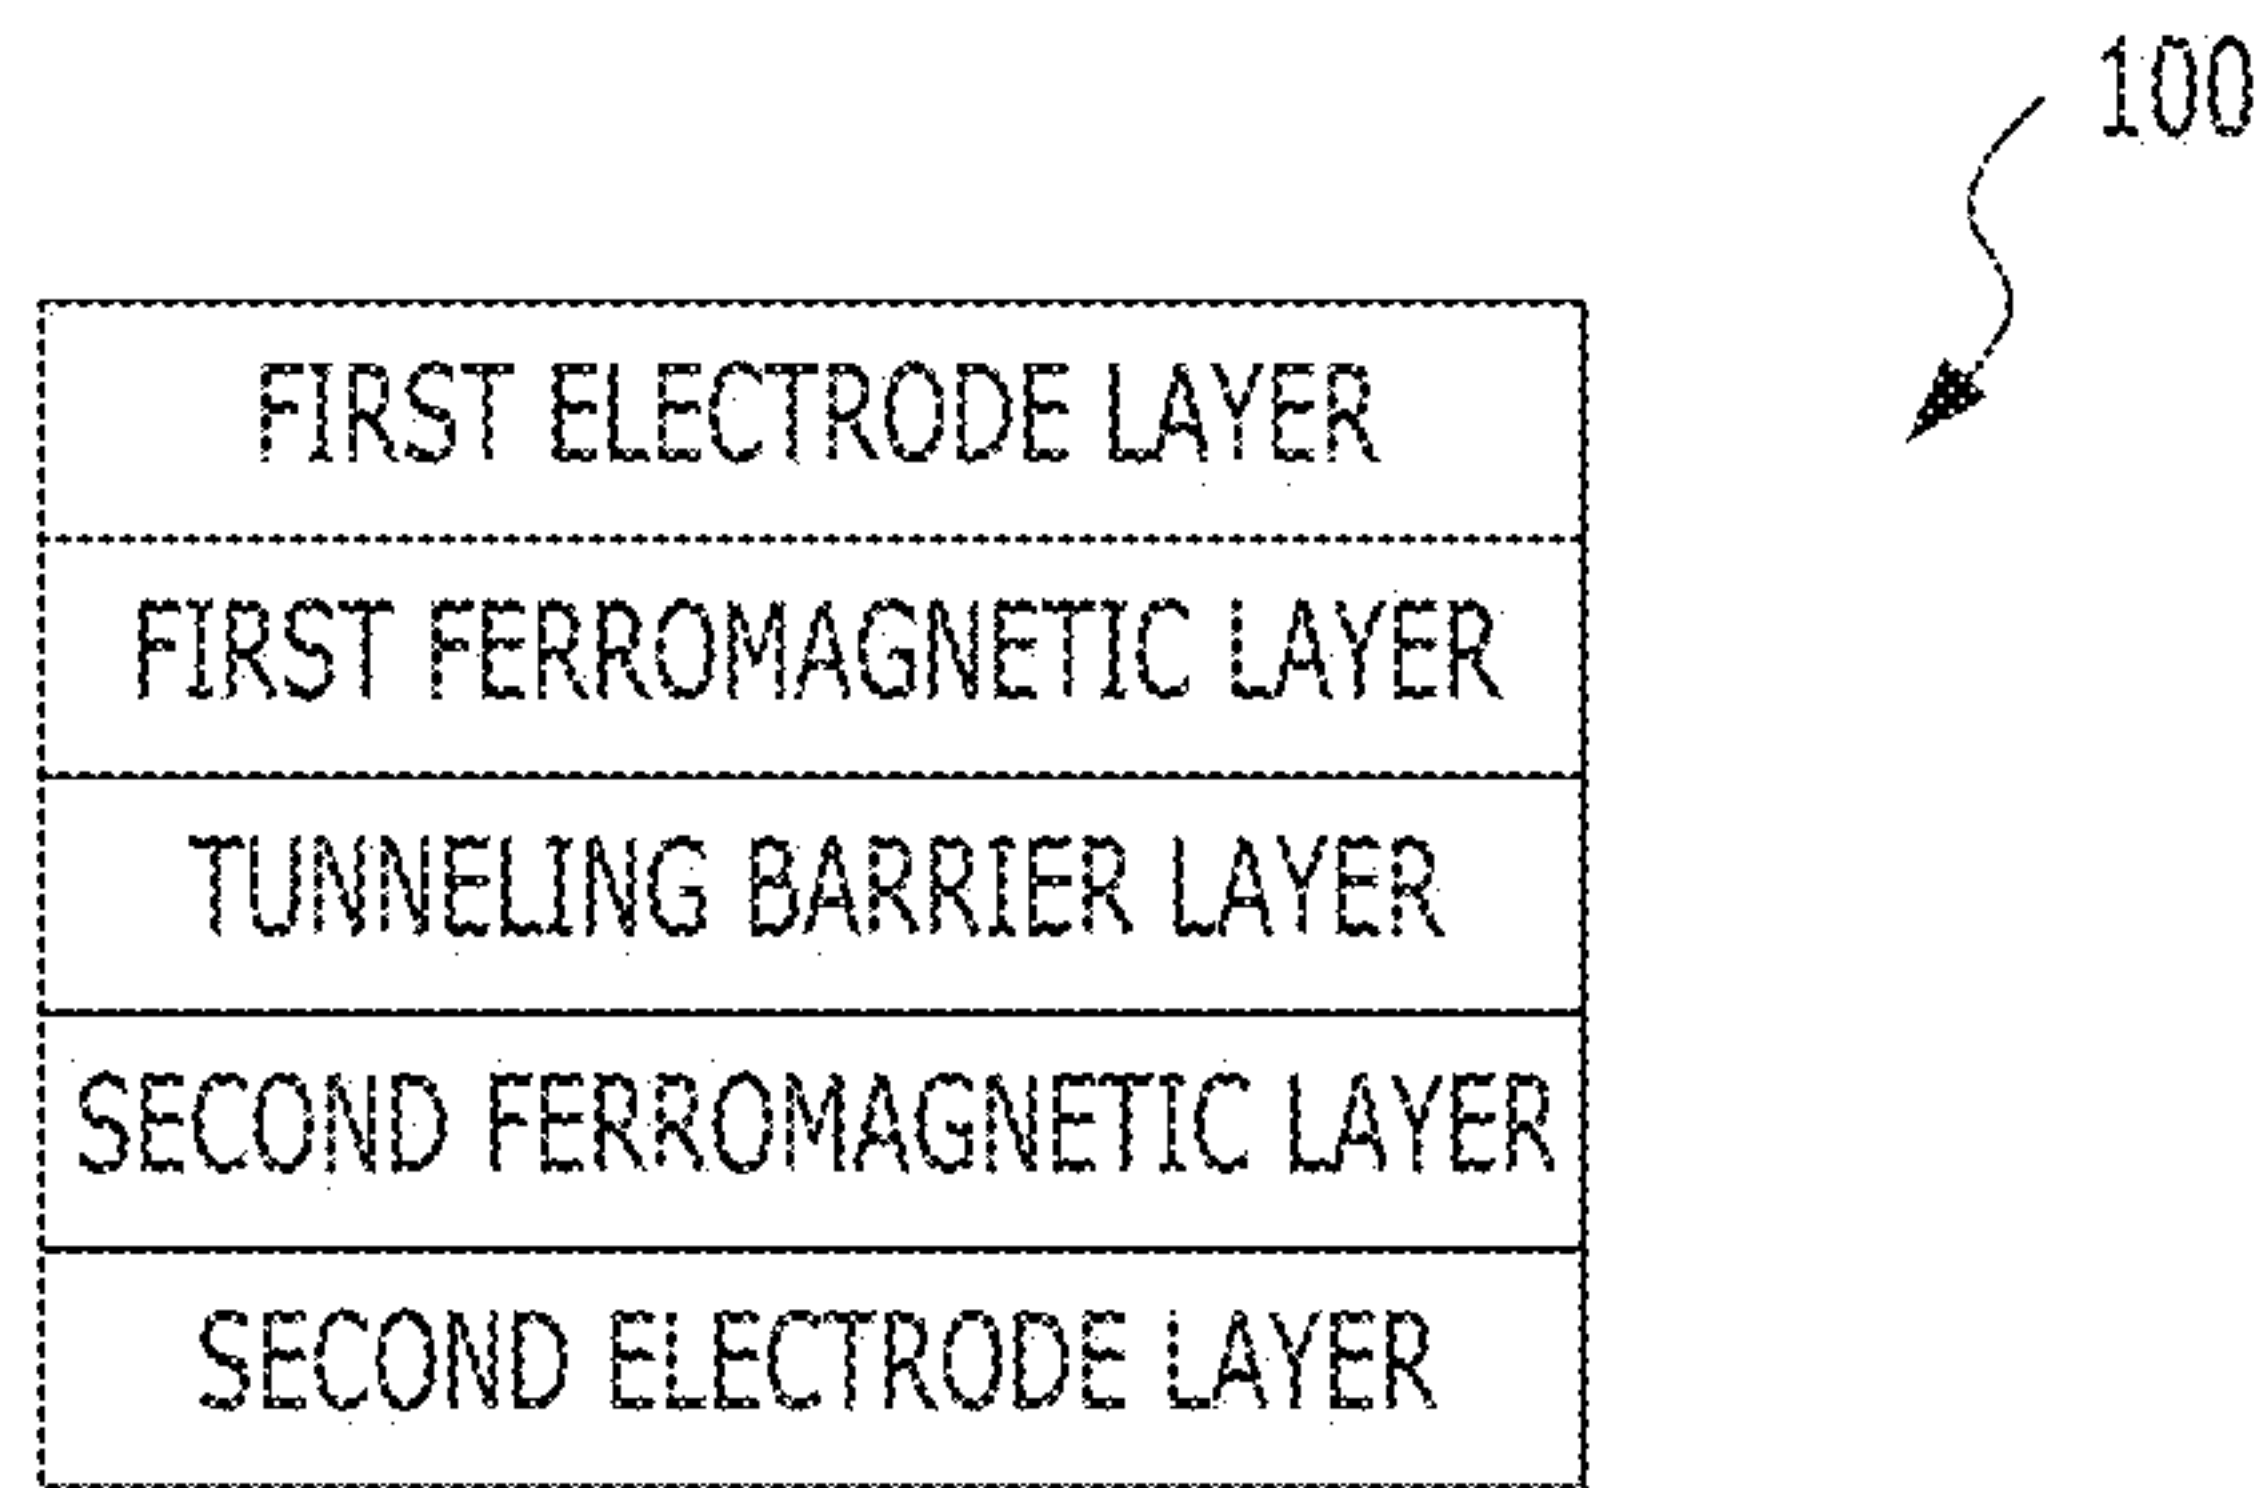 100
FIRST ELECTRODE LAYER
FIRST FERROMAGNETIC LAYER
TUNNELING BARRIER LAYER
SECOND FERROMAGNETIC LAYER
SECOND ELECTRODE LAYER